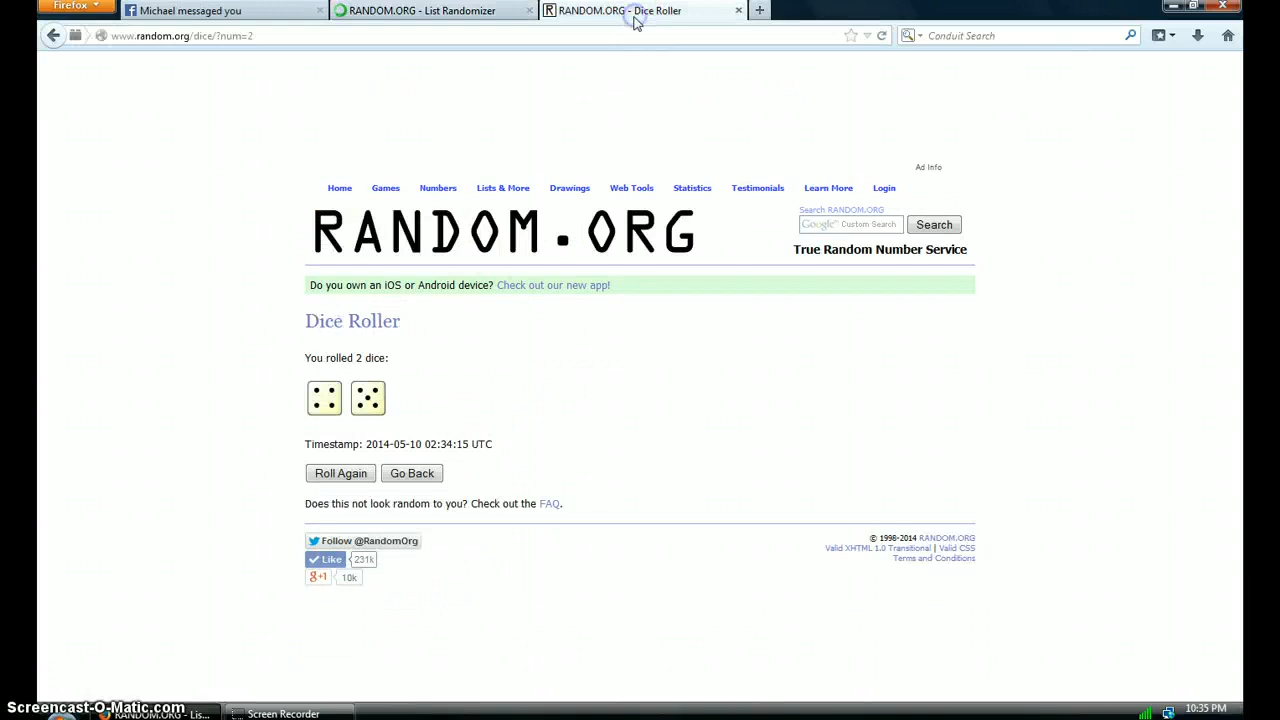 Firefox
Michael messaged you
RANDOM.ORG - List Randomizer
RANDOM.ORG - Dice Roller
www.random.org/dice/?num=2
Conduit Search
Ad Info
Home Games Numbers Lists & More Drawings Web Tools Statistics Testimonials Learn More Login
Search RANDOM.ORG
RANDOM.ORG
Google™ Custom Search Search
True Random Number Service
Do you own an iOS or Android device? Check out our new app!
Dice Roller
You rolled 2 dice:
Timestamp: 2014-05-10 02:34:15 UTC
Roll Again Go Back
Does this not look random to you? Check out the FAQ.
Follow @RandomOrg
© 1998-2014 RANDOM.ORG
Valid XHTML 1.0 Transitional | Valid CSS
Terms and Conditions
Like 231k
g+1 10k
Screencast-O-Matic.com
RANDOM.ORG - Lis...
Screen Recorder
10:35 PM